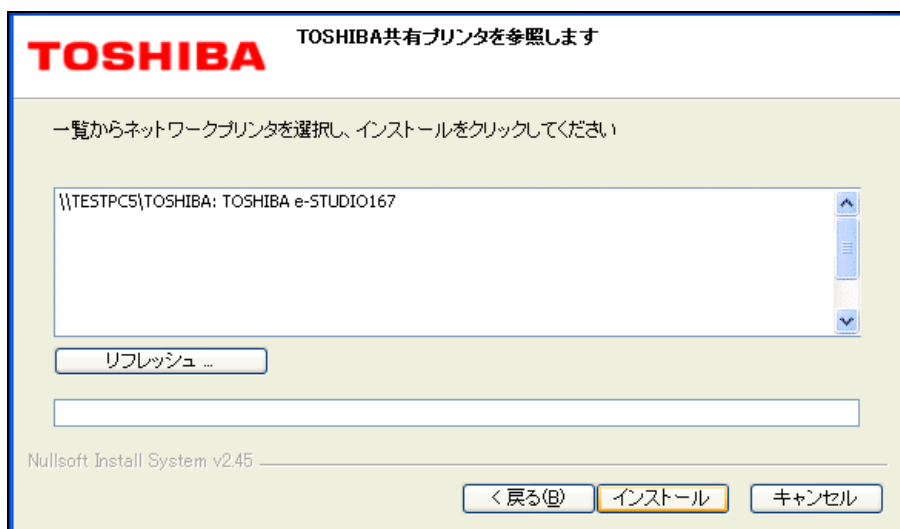 TOSHIBA
TOSHIBA共有プリンタを参照します
一覧からネットワークプリンタを選択し、インストールをクリックしてください
\\TESTPC5\TOSHIBA: TOSHIBA e-STUDIO167
リフレッシュ ...
Nullsoft Install System v2.45
< 戻る(B)
インストール
キャンセル